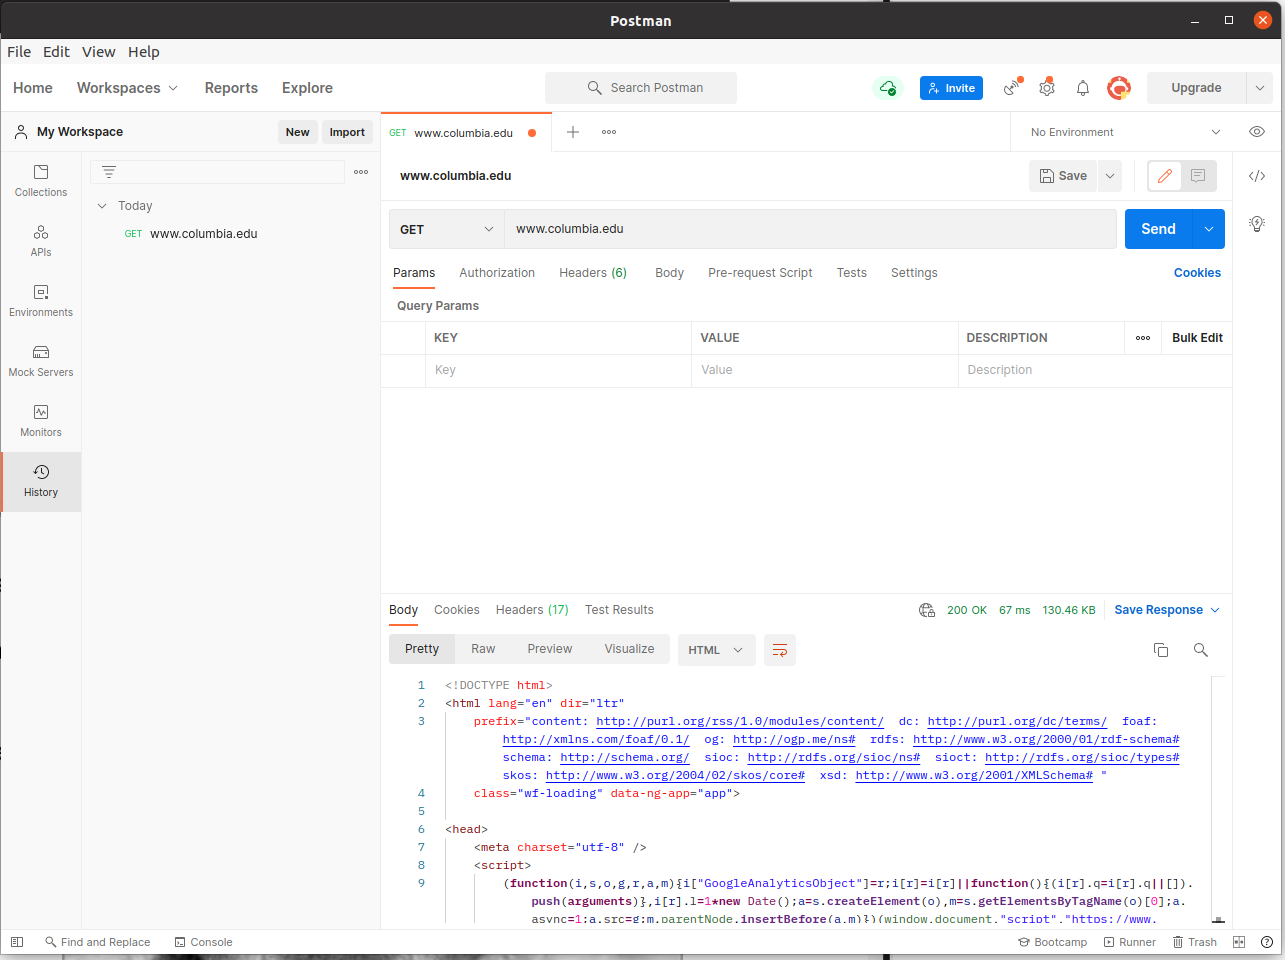 Postman
File Edit View Help
Home Workspaces Reports Explore Search Postman Invite Upgrade
My Workspace New Import GET www.columbia.edu No Environment
www.columbia.edu Save
Collections
Today
GET www.columbia.edu
APIs
Environments
Mock Servers
Monitors
History
GET www.columbia.edu Send
Params Authorization Headers (6) Body Pre-request Script Tests Settings Cookies
Query Params
KEY VALUE DESCRIPTION Bulk Edit
Key Value Description
Body Cookies Headers (17) Test Results 200 OK 67 ms 130.46 KB Save Response
Pretty Raw Preview Visualize HTML
1 <!DOCTYPE html>
2 <html lang="en" dir="ltr"
3 prefix="content: http://purl.org/rss/1.0/modules/content/ dc: http://purl.org/dc/terms/ foaf:
http://xmlns.com/foaf/0.1/ og: http://ogp.me/ns# rdfs: http://www.w3.org/2000/01/rdf-schema#
schema: http://schema.org/ sioc: http://rdfs.org/sioc/ns# sioct: http://rdfs.org/sioc/types#
skos: http://www.w3.org/2004/02/skos/core# xsd: http://www.w3.org/2001/XMLSchema# "
4 class="wf-loading" data-ng-app="app">
5
6 <head>
7 <meta charset="utf-8" />
8 <script>
9 (function(i,s,o,g,r,a,m){i["GoogleAnalyticsObject"]=r;i[r]=i[r]||function(){(i[r].q=i[r].q||[]).
push(arguments)},i[r].l=1*new Date();a=s.createElement(o),m=s.getElementsByTagName(o)[0];a.
async=1;a.src=g;m.parentNode.insertBefore(a,m)})(window,document,"script","https://www.
Find and Replace Console Bootcamp Runner Trash